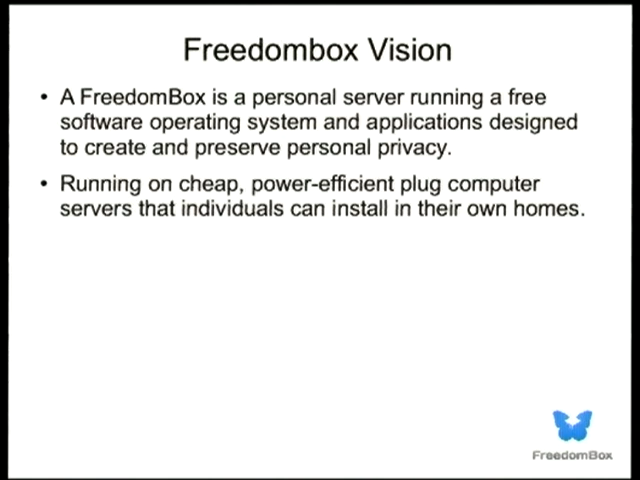 Freedombox Vision
• A FreedomBox is a personal server running a free
software operating system and applications designed
to create and preserve personal privacy.
• Running on cheap, power-efficient plug computer
servers that individuals can install in their own homes.
FreedomBox